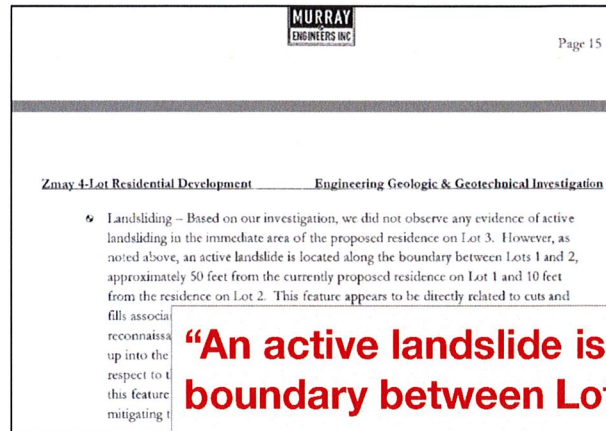 MURRAY
ENGINEERS INC
Page 15
Zmay 4-Lot Residential Development Engineering Geologic & Geotechnical Investigation
Landsliding – Based on our investigation, we did not observe any evidence of active
landsliding in the immediate area of the proposed residence on Lot 3. However, as
noted above, an active landslide is located along the boundary between Lots 1 and 2,
approximately 50 feet from the currently proposed residence on Lot 1 and 10 feet
from the residence on Lot 2. This feature appears to be directly related to cuts and
fills associa
reconnaissa
up into the
respect to t
this feature
mitigating t
“An active landslide is
boundary between Lo